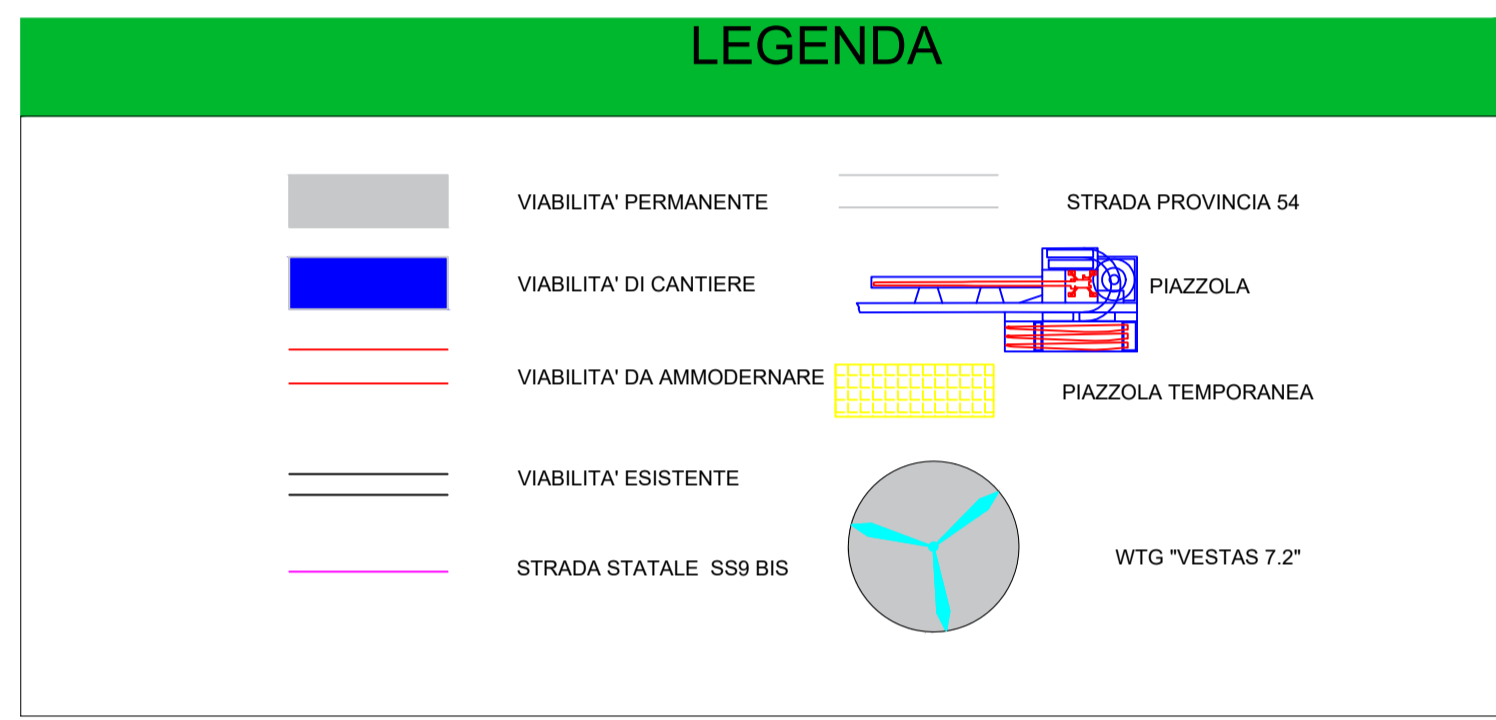 LEGENDA
VIABILITA' PERMANENTE
STRADA PROVINCIA 54
VIABILITA' DI CANTIERE
PIAZZOLA
VIABILITA' DA AMMODERNARE
PIAZZOLA TEMPORANEA
VIABILITA' ESISTENTE
WTG "VESTAS 7.2"
STRADA STATALE SS9 BIS